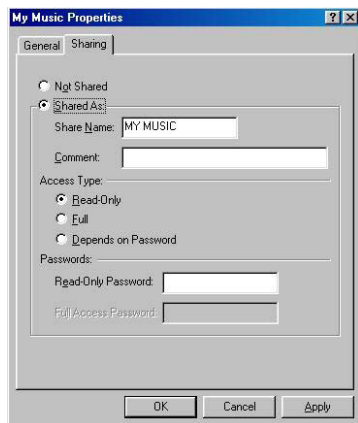 My Music Properties
General Sharing
Not Shared
Shared As:
Share Name: MY MUSIC
Comment:
Access Type:
Read-Only
Full
Depends on Password
Passwords:
Read-Only Password:
Full Access Password:
OK Cancel Apply